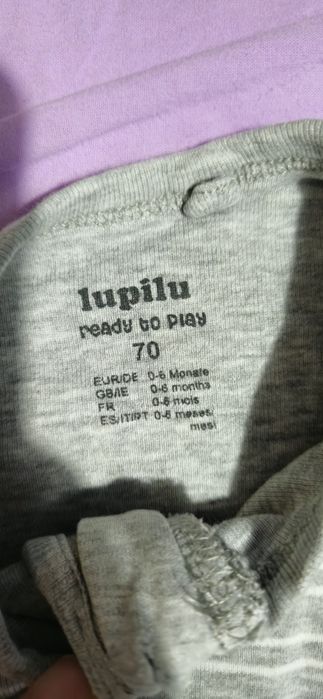 lupilu
ready to play
70
EUR/DE 0-6 Monate
GB/IE 0-6 months
FR 0-6 mois
ES/IT/PT 0-6 meses/
mesi